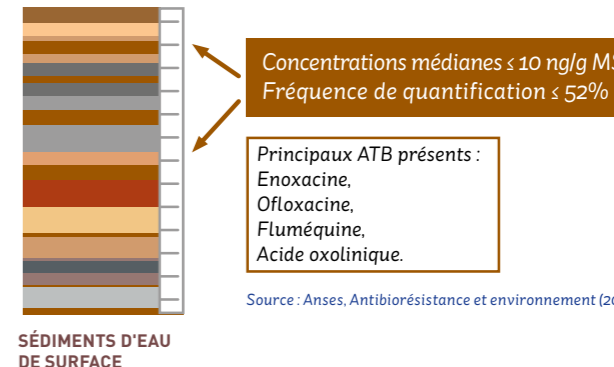 Concentrations médianes ≤ 10 ng/g
Fréquence de quantification ≤ 52%
Principaux ATB présents :
Enoxacine,
Ofloxacine,
Fluméquine,
Acide oxolinique.
Source : Anses, Antibiorésistance et environnement
SÉDIMENTS D'EAU
DE SURFACE